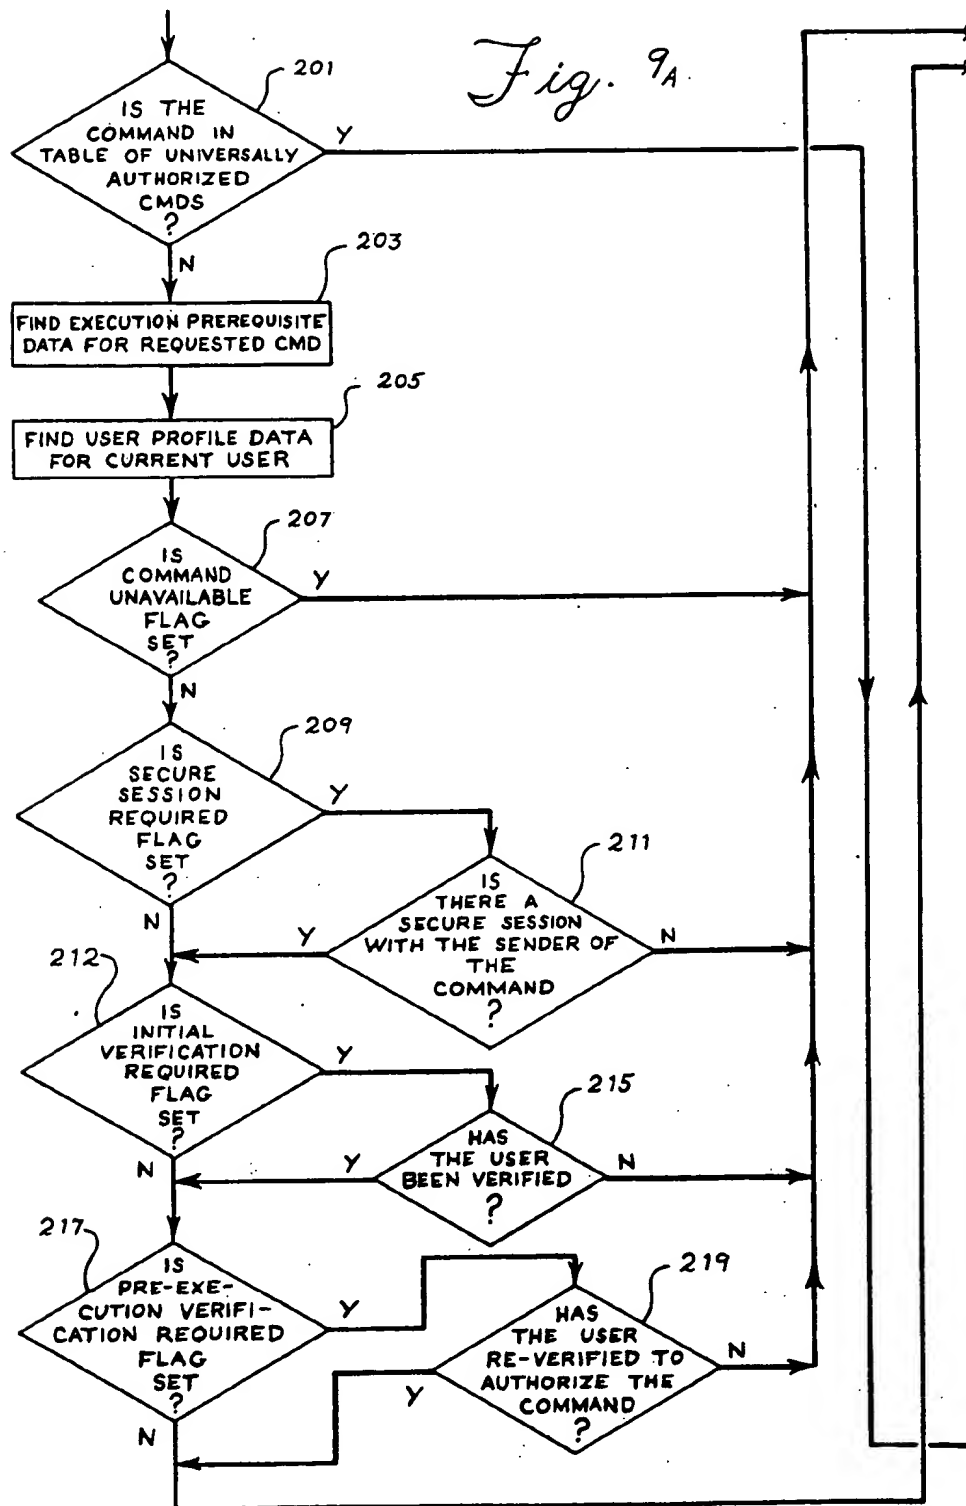 Fig. 9A
201
IS THE
COMMAND IN
TABLE OF UNIVERSALLY
AUTHORIZED
CMDS
?
Y
N
203
FIND EXECUTION PREREQUISITE
DATA FOR REQUESTED CMD
205
FIND USER PROFILE DATA
FOR CURRENT USER
207
IS
COMMAND
UNAVAILABLE
FLAG
SET
?
Y
N
209
IS
SECURE
SESSION
REQUIRED
FLAG
SET
?
Y
N
211
IS
THERE A
SECURE SESSION
WITH THE SENDER OF
THE
COMMAND
?
Y
N
212
IS
INITIAL
VERIFICATION
REQUIRED
FLAG
SET
?
Y
N
215
HAS
THE USER
BEEN VERIFIED
?
Y
N
217
IS
PRE-EXE-
CUTION VERIFI-
CATION REQUIRED
FLAG
SET
?
Y
N
219
HAS
THE USER
RE-VERIFIED TO
AUTHORIZE THE
COMMAND
?
Y
N